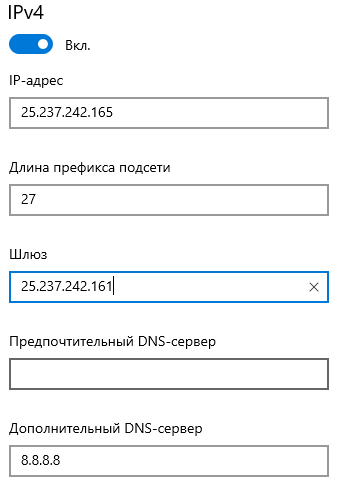 IPv4
Вкл.
IP-адрес
25.237.242.165
Длина префикса подсети
27
Шлюз
25.237.242.161
Предпочтительный DNS-сервер
Дополнительный DNS-сервер
8.8.8.8